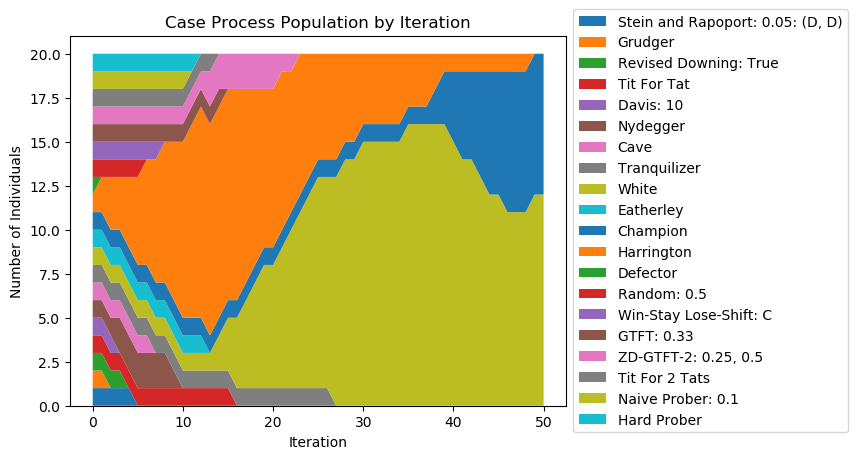 Case Process Population by Iteration
20.0
17.5
15.0
12.5
10.0
7.5
5.0
2.5
0.0
Number of Individuals
0
10
20
30
40
50
Iteration
Stein and Rapoport: 0.05: (D, D)
Grudger
Revised Downing: True
Tit For Tat
Davis: 10
Nydegger
Cave
Tranquilizer
White
Eatherley
Champion
Harrington
Defector
Random: 0.5
Win-Stay Lose-Shift: C
GTFT: 0.33
ZD-GTFT-2: 0.25, 0.5
Tit For 2 Tats
Naive Prober: 0.1
Hard Prober